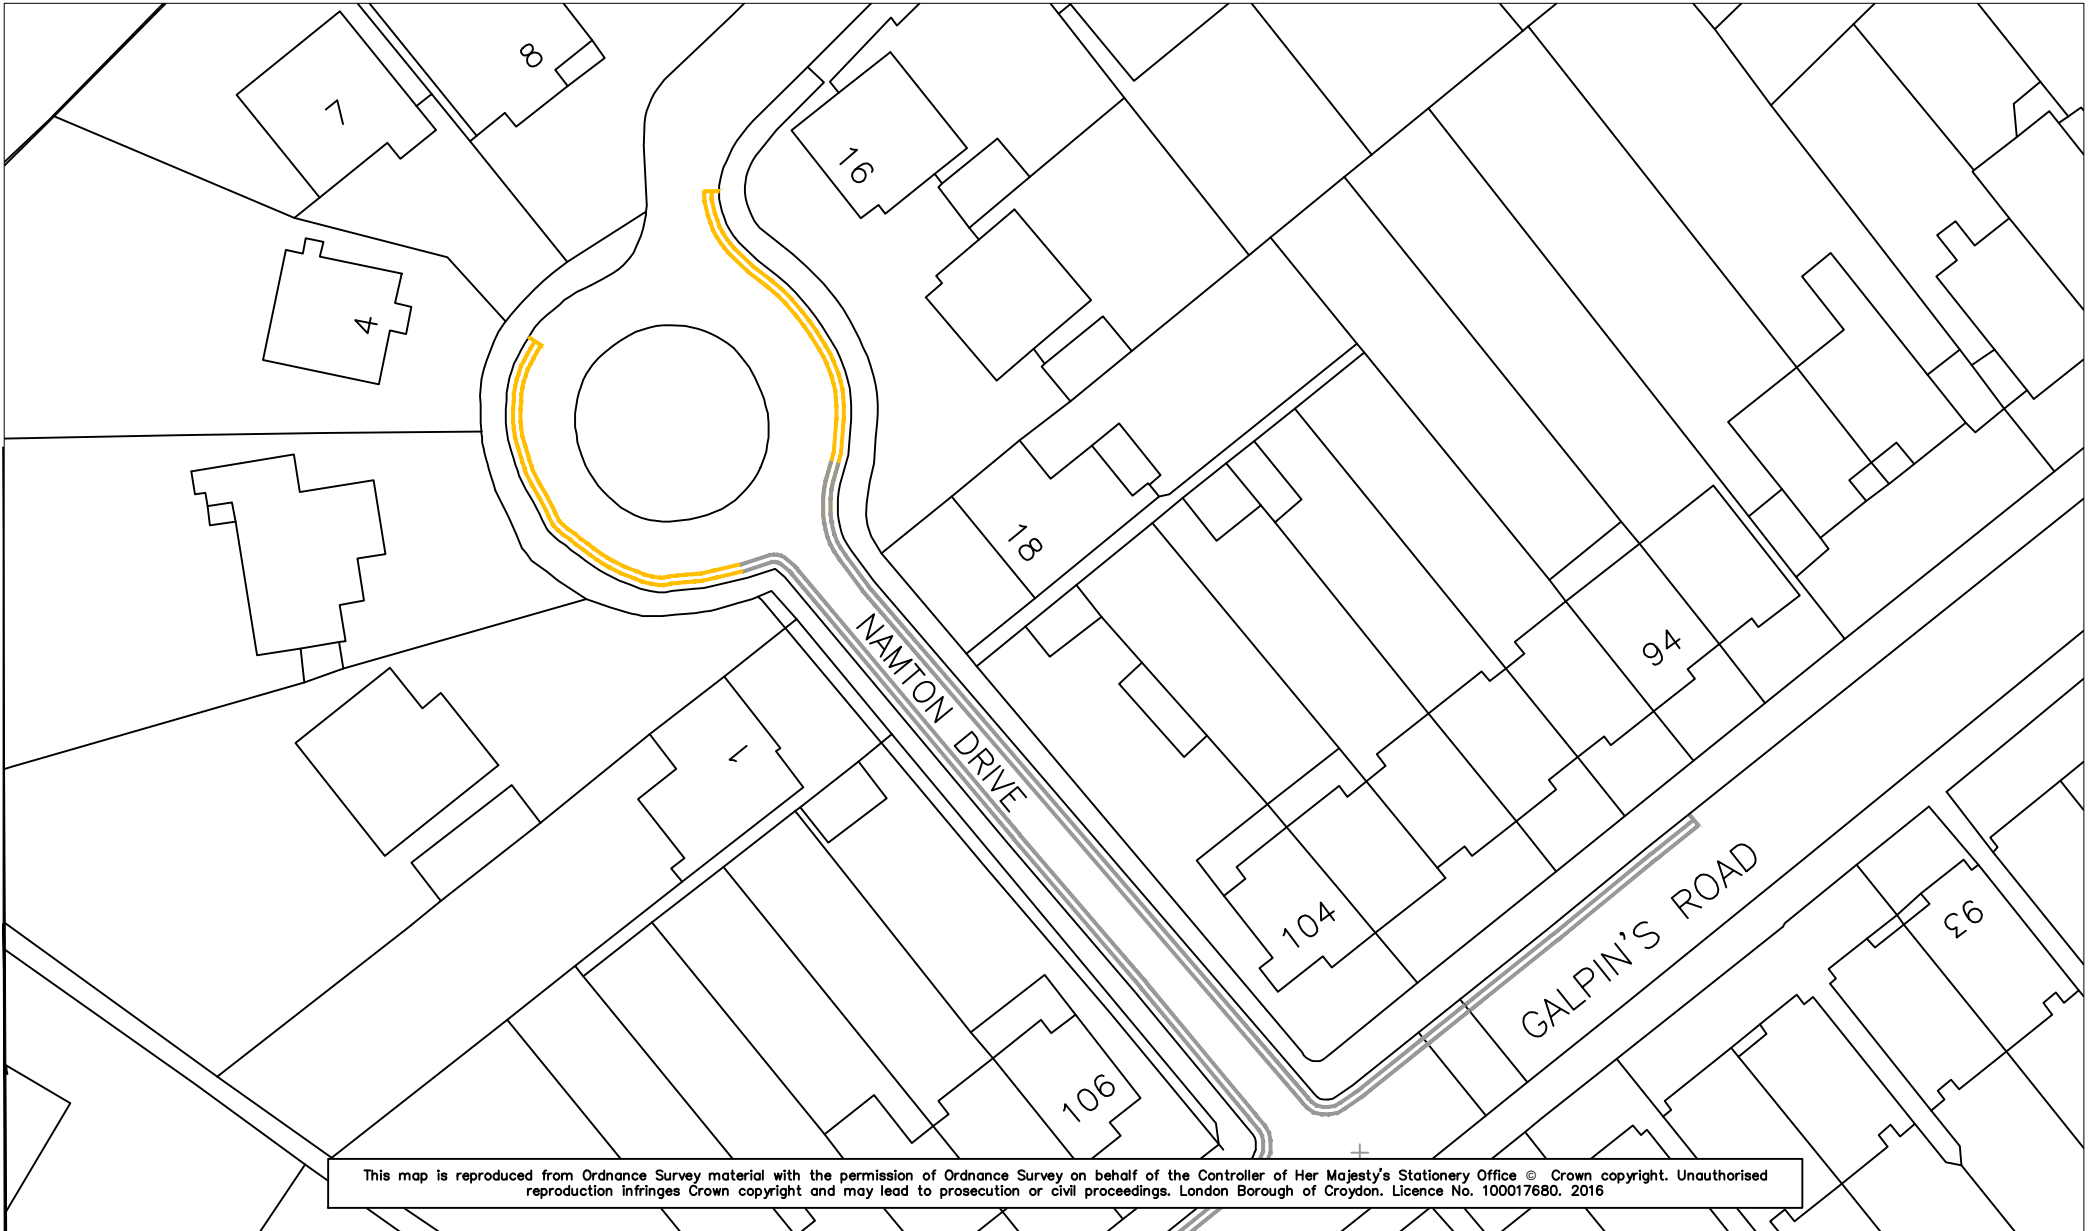 8
7
16
4
18
NAMTON DRIVE
94
1
104
GALPIN'S ROAD
93
106
This map is reproduced from Ordnance Survey material with the permission of Ordnance Survey on behalf of the Controller of Her Majesty's Stationery Office © Crown copyright. Unauthorised
reproduction infringes Crown copyright and may lead to prosecution or civil proceedings. London Borough of Croydon. Licence No. 100017680. 2016